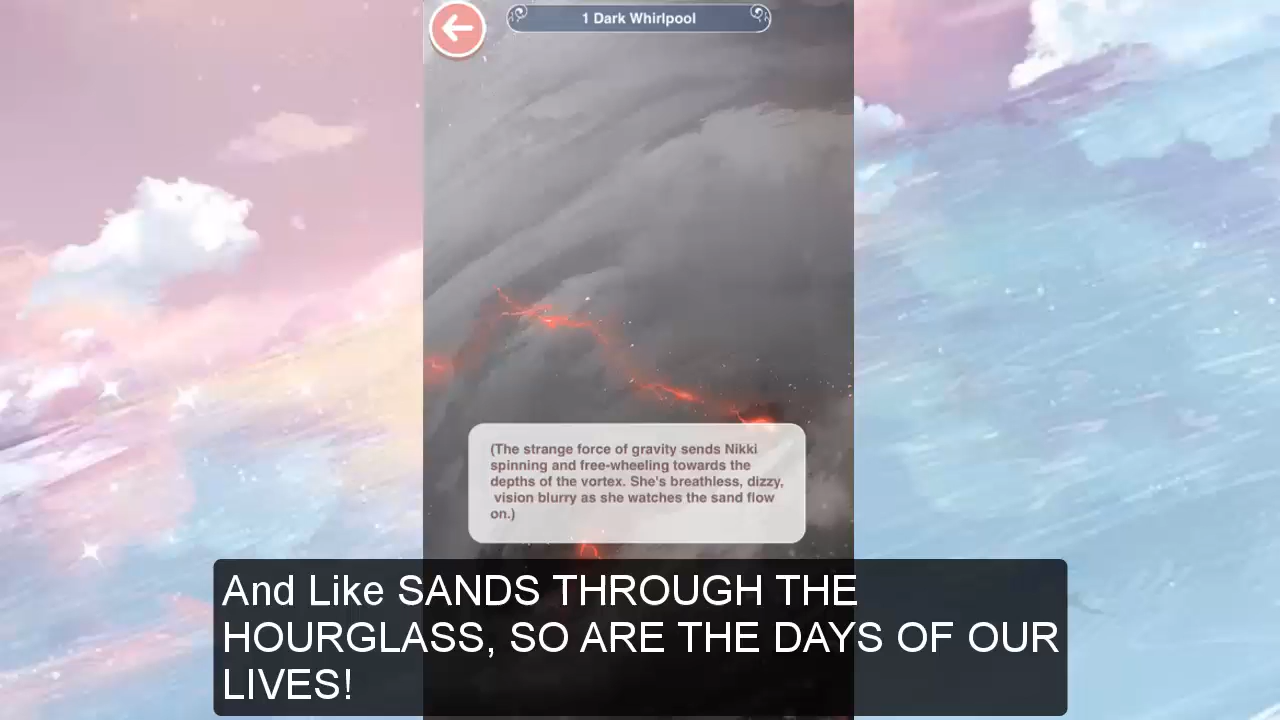 1 Dark Whirlpool
(The strange force of gravity sends Nikki
spinning and free-wheeling towards the
depths of the vortex. She's breathless, dizzy,
vision blurry as she watches the sand flow
on.)
And Like SANDS THROUGH THE
HOURGLASS, SO ARE THE DAYS OF OUR
LIVES!